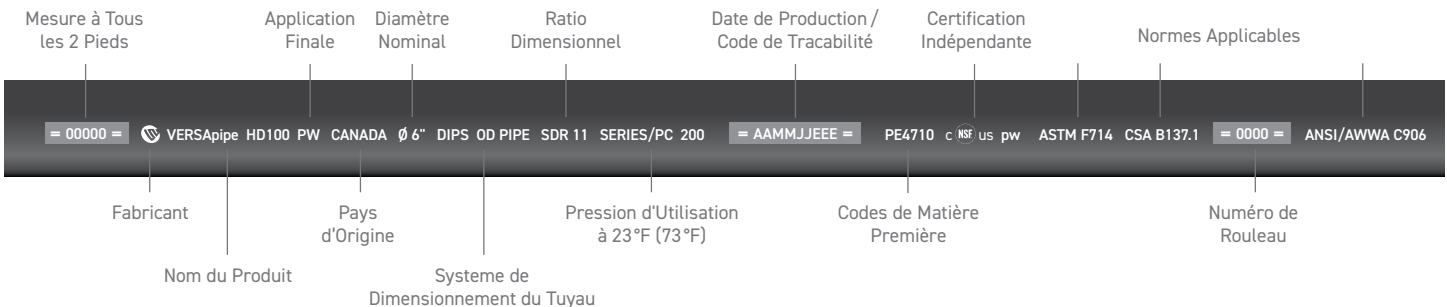 Mesure à Tous
les 2 Pieds
Application
Finale
Diamètre
Nominal
Ratio
Dimensionnel
Date de Production /
Code de Tracabilité
Certification
Indépendante
Normes Applicables
= 00000 = VERSApipe HD100 PW CANADA Ø 6" DIPS OD PIPE SDR 11 SERIES/PC 200 = AAMMJJEEE = PE4710 c NSF us pw ASTM F714 CSA B137.1 = 0000 = ANSI/AWWA C906
Fabricant
Pays
d'Origine
Pression d'Utilisation
à 23°F (73°F)
Codes de Matière
Première
Numéro de
Rouleau
Nom du Produit
Systeme de
Dimensionnement du Tuyau